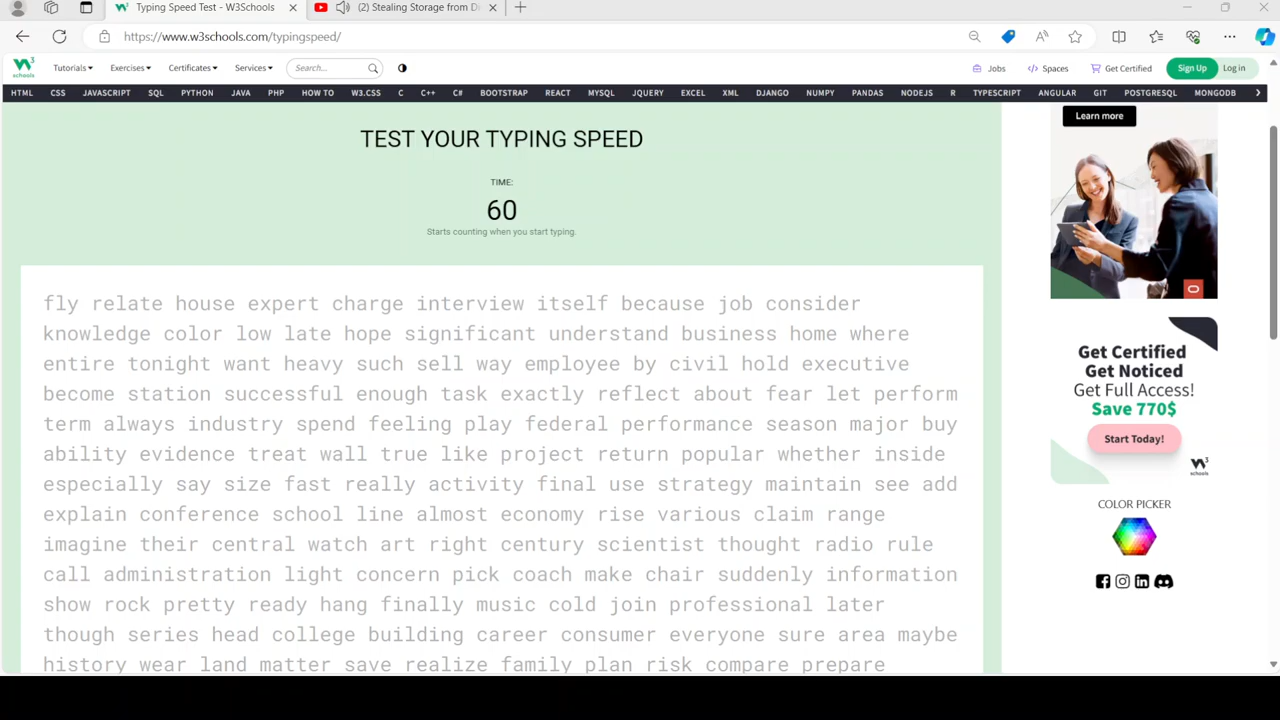 Typing Speed Test - W3Schools
(2) Stealing Storage from Di
https://www.w3schools.com/typingspeed/
W3 schools
Tutorials
Exercises
Certificates
Services
Search...
Jobs
Spaces
Get Certified
Sign Up
Log in
HTML CSS JAVASCRIPT SQL PYTHON JAVA PHP HOW TO W3.CSS C C++ C# BOOTSTRAP REACT MYSQL JQUERY EXCEL XML DJANGO NUMPY PANDAS NODEJS R TYPESCRIPT ANGULAR GIT POSTGRESQL MONGODB
TEST YOUR TYPING SPEED
TIME:
60
Starts counting when you start typing.
fly relate house expert charge interview itself because job consider
knowledge color low late hope significant understand business home where
entire tonight want heavy such sell way employee by civil hold executive
become station successful enough task exactly reflect about fear let perform
term always industry spend feeling play federal performance season major buy
ability evidence treat wall true like project return popular whether inside
especially say size fast really activity final use strategy maintain see add
explain conference school line almost economy rise various claim range
imagine their central watch art right century scientist thought radio rule
call administration light concern pick coach make chair suddenly information
show rock pretty ready hang finally music cold join professional later
though series head college building career consumer everyone sure area maybe
history wear land matter save realize family plan risk compare prepare
Learn more
Get Certified
Get Noticed
Get Full Access!
Save 770$
Start Today!
W3 schools
COLOR PICKER